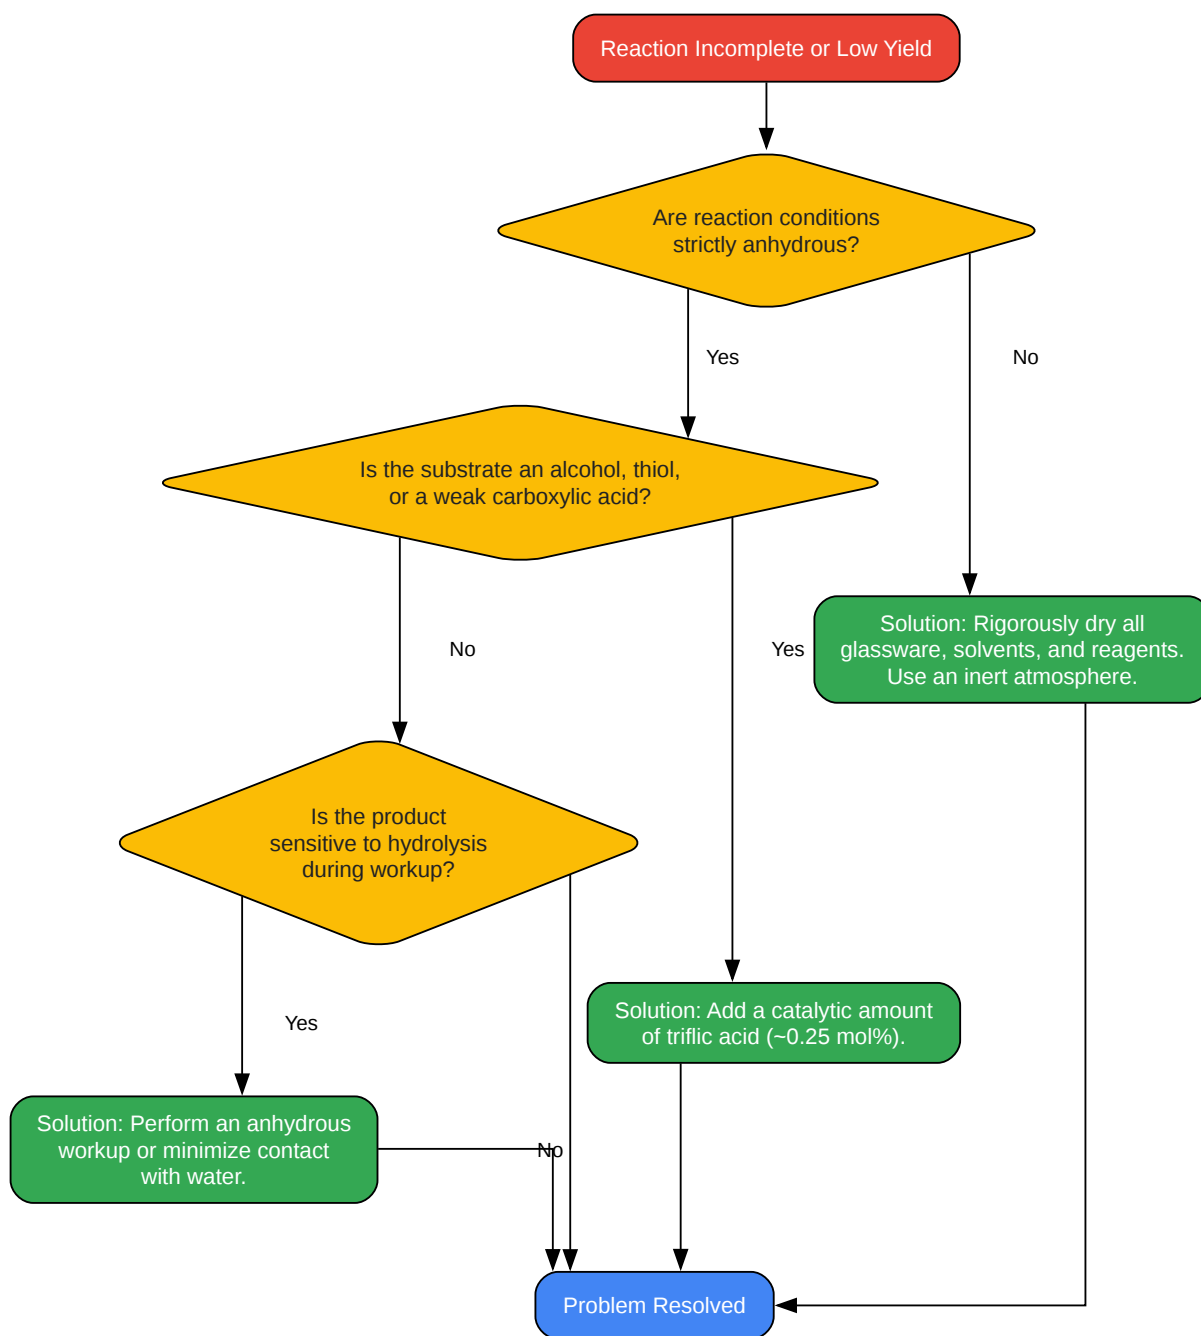 Reaction Incomplete or Low Yield
Are reaction conditions
strictly anhydrous?
Yes
No
Is the substrate an alcohol, thiol,
or a weak carboxylic acid?
No
Yes
Solution: Rigorously dry all
glassware, solvents, and reagents.
Use an inert atmosphere.
Is the product
sensitive to hydrolysis
during workup?
Yes
Solution: Add a catalytic amount
of triflic acid (~0.25 mol%).
Solution: Perform an anhydrous
workup or minimize contact
with water.
No
Problem Resolved